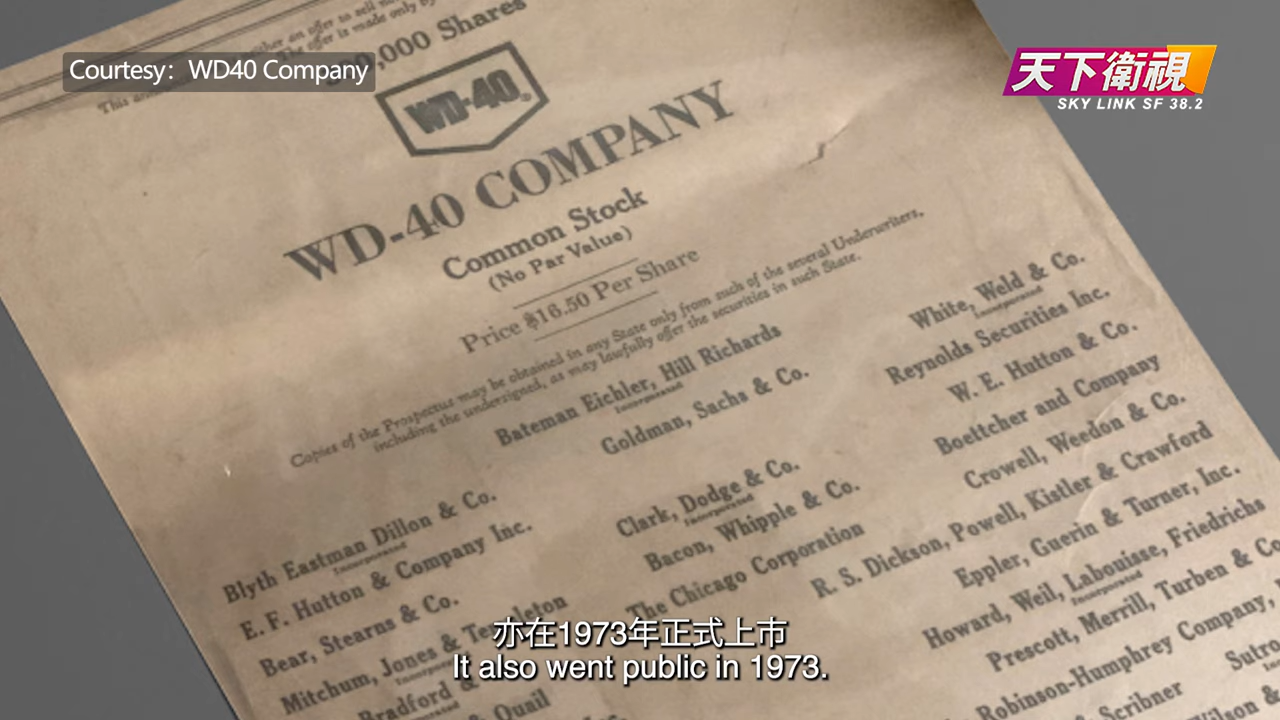 Courtesy：WD40 Company
天下衛視
SKY LINK SF 38.2
,000 Shares
WD-40
WD-40 COMPANY
Common Stock
(No Par Value)
Price $16.50 Per Share
Copies of the Prospectus may be obtained in any State only from such of the several Underwriters,
including the undersigned, as may lawfully offer the securities in such State.
Bateman Eichler, Hill Richards
Incorporated
Goldman, Sachs & Co.
White, Weld & Co.
Incorporated
Reynolds Securities Inc.
W. E. Hutton & Co.
Boettcher and Company
Crowell, Weedon & Co.
Blyth Eastman Dillon & Co.
Incorporated
E. F. Hutton & Company Inc.
Bear, Stearns & Co.
Mitchum, Jones & Templeton
Incorporated
Bradford &
Quail
Clark, Dodge & Co.
Incorporated
Bacon, Whipple & Co.
The Chicago Corporation
R. S. Dickson, Powell, Kistler & Crawford
Eppler, Guerin & Turner, Inc.
Howard, Weil, Labouisse, Friedrichs
Incorporated
Prescott, Merrill, Turben & Co
Robinson-Humphrey Company,
Scribner
Sutro
亦在1973年正式上市
It also went public in 1973.